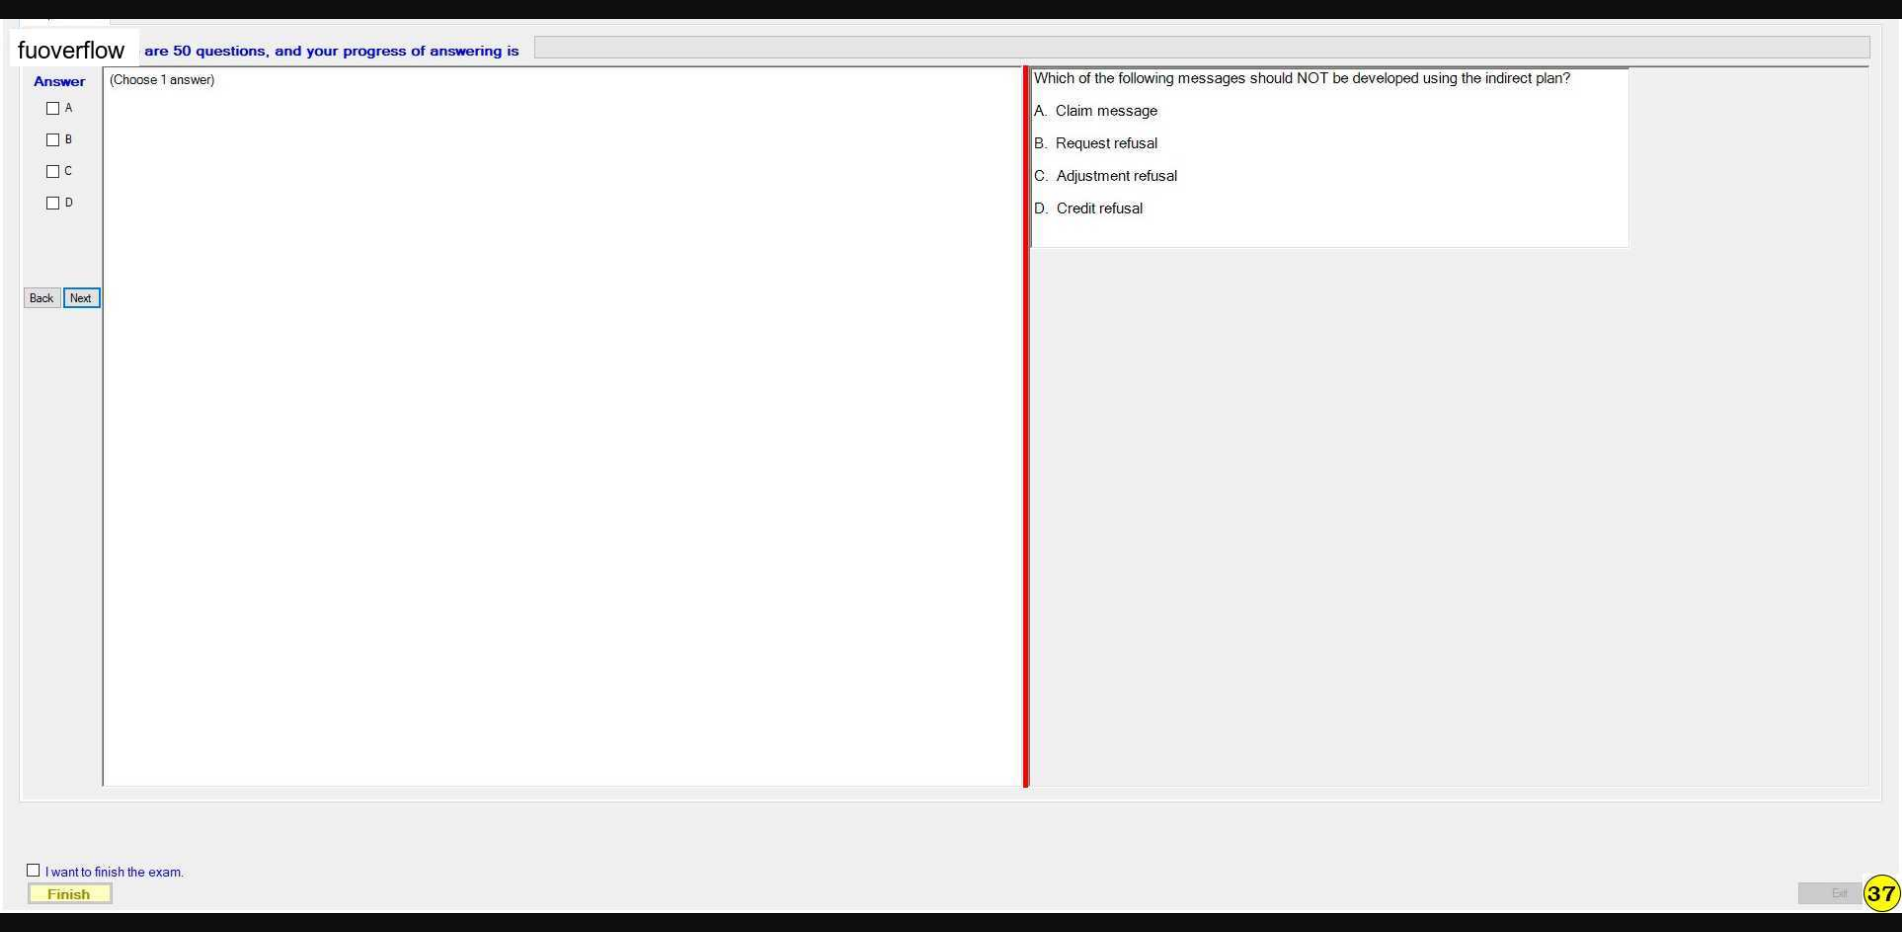 fuoverflow are 50 questions, and your progress of answering is
Answer
(Choose 1 answer)
A
B
C
D
Back Next
Which of the following messages should NOT be developed using the indirect plan?
A. Claim message
B. Request refusal
C. Adjustment refusal
D. Credit refusal
I want to finish the exam.
Finish
Exit
37